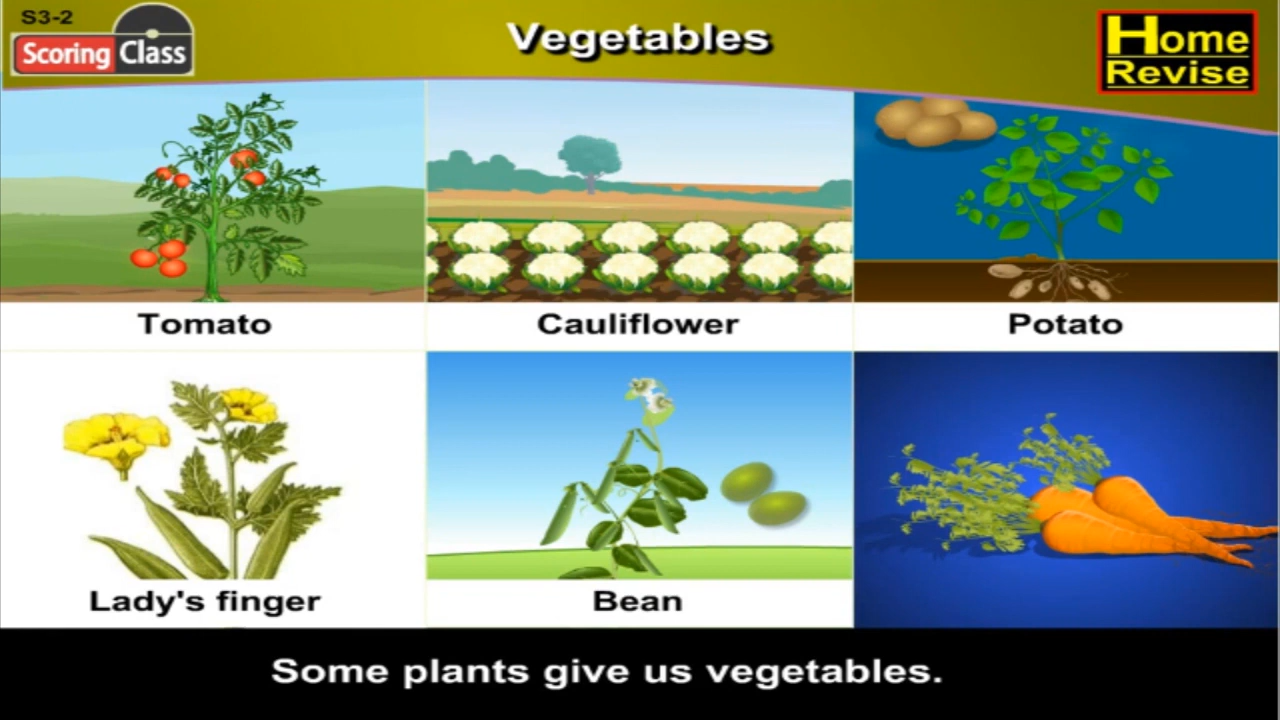 S3-2
Scoring Class
Vegetables
Home
Revise
Tomato
Cauliflower
Potato
Lady's finger
Bean
Some plants give us vegetables.